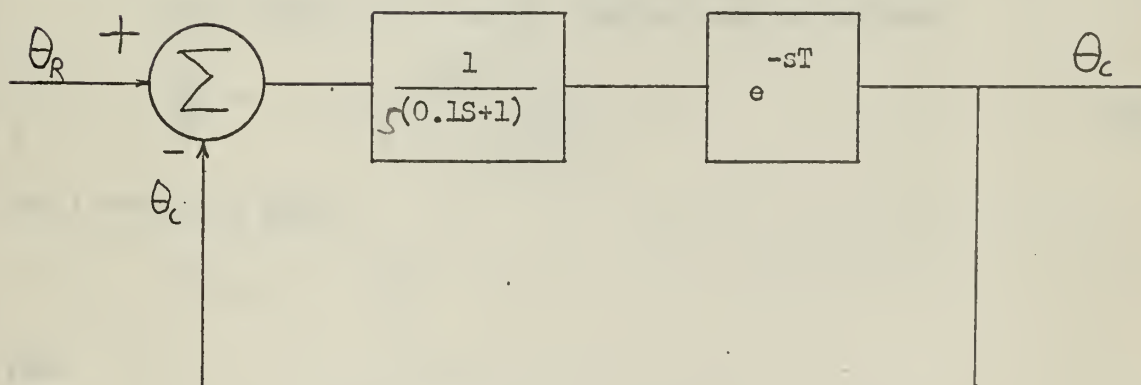 θ_R
+
Σ
-
θ_c
1
S(0.1S+1)
e^-sT
θ_c